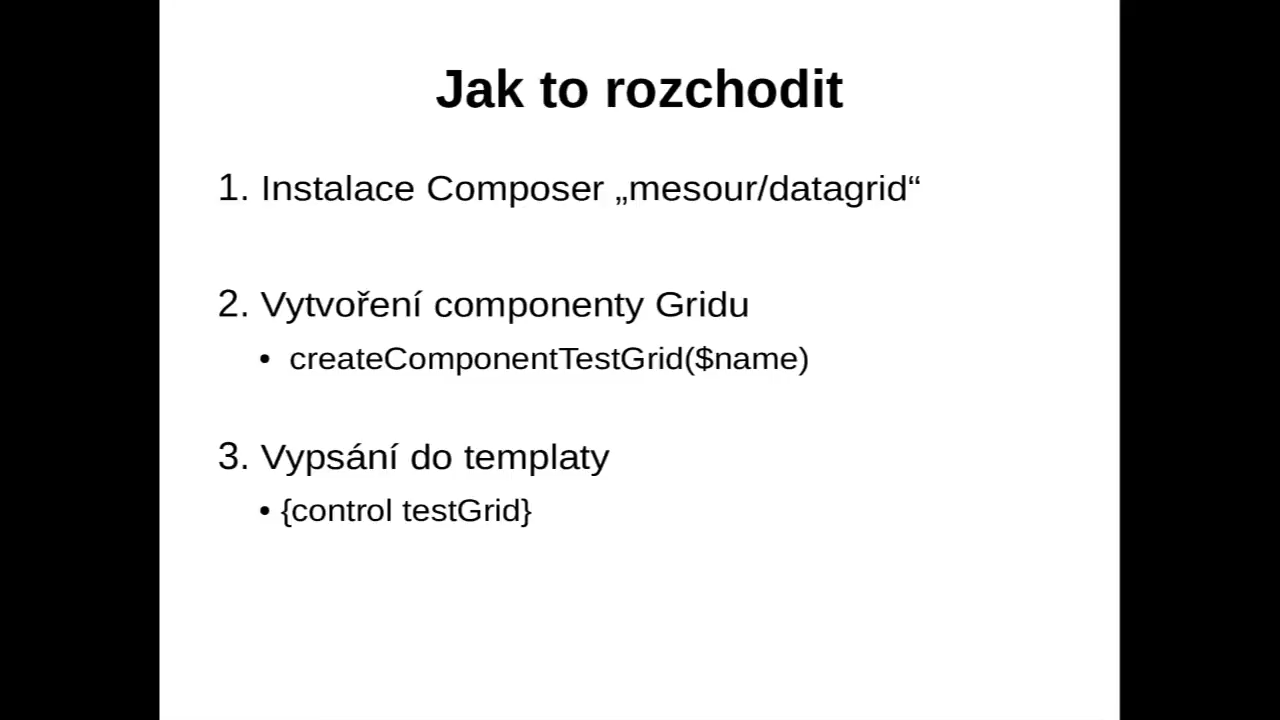 Jak to rozchodit
1. Instalace Composer „mesour/datagrid“
2. Vytvoření componenty Gridu
• createComponentTestGrid($name)
3. Vypsání do templaty
• {control testGrid}